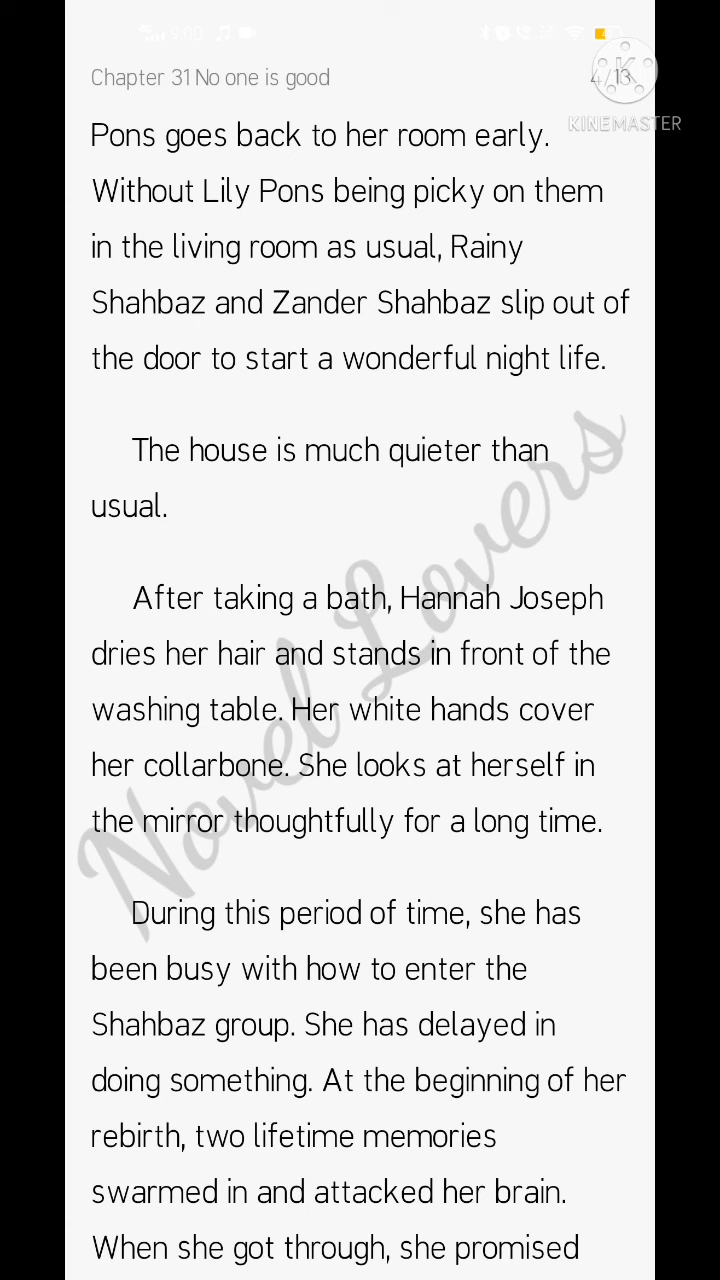 9:00
Chapter 31 No one is good
4/13
K
KINEMASTER
Pons goes back to her room early.
Without Lily Pons being picky on them
in the living room as usual, Rainy
Shahbaz and Zander Shahbaz slip out of
the door to start a wonderful night life.
The house is much quieter than
usual.
After taking a bath, Hannah Joseph
dries her hair and stands in front of the
washing table. Her white hands cover
her collarbone. She looks at herself in
the mirror thoughtfully for a long time.
During this period of time, she has
been busy with how to enter the
Shahbaz group. She has delayed in
doing something. At the beginning of her
rebirth, two lifetime memories
swarmed in and attacked her brain.
When she got through, she promised
Novel Lovers